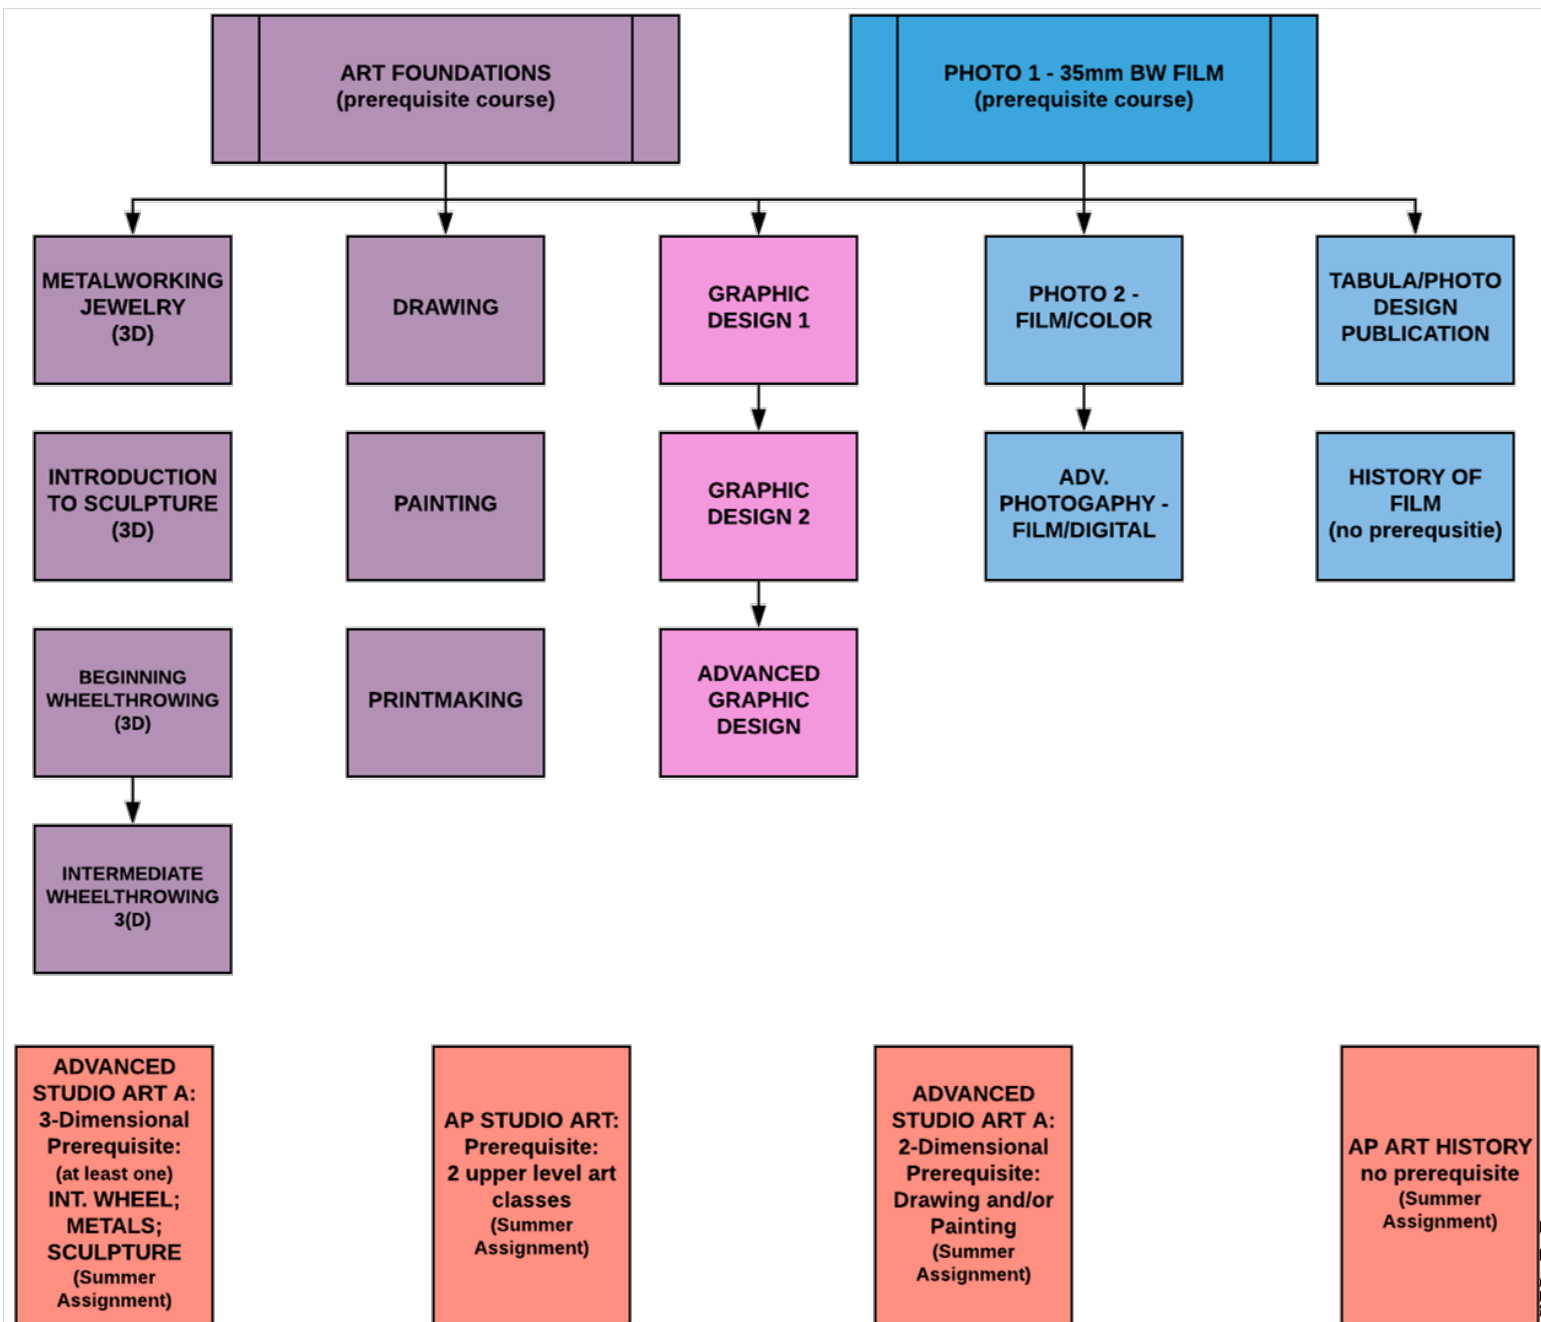 ART FOUNDATIONS
(prerequisite course)
PHOTO 1 - 35mm BW FILM
(prerequisite course)
METALWORKING
JEWELRY
(3D)
DRAWING
GRAPHIC
DESIGN 1
PHOTO 2 -
FILM/COLOR
TABULA/PHOTO
DESIGN
PUBLICATION
INTRODUCTION
TO SCULPTURE
(3D)
PAINTING
GRAPHIC
DESIGN 2
ADV.
PHOTOGAPHY -
FILM/DIGITAL
HISTORY OF
FILM
(no prerequsitie)
BEGINNING
WHEELTHROWING
(3D)
PRINTMAKING
ADVANCED
GRAPHIC
DESIGN
INTERMEDIATE
WHEELTHROWING
3(D)
ADVANCED
STUDIO ART A:
3-Dimensional
Prerequisite:
(at least one)
INT. WHEEL;
METALS;
SCULPTURE
(Summer
Assignment)
AP STUDIO ART:
Prerequisite:
2 upper level art
classes
(Summer
Assignment)
ADVANCED
STUDIO ART A:
2-Dimensional
Prerequisite:
Drawing and/or
Painting
(Summer
Assignment)
AP ART HISTORY
no prerequisite
(Summer
Assignment)